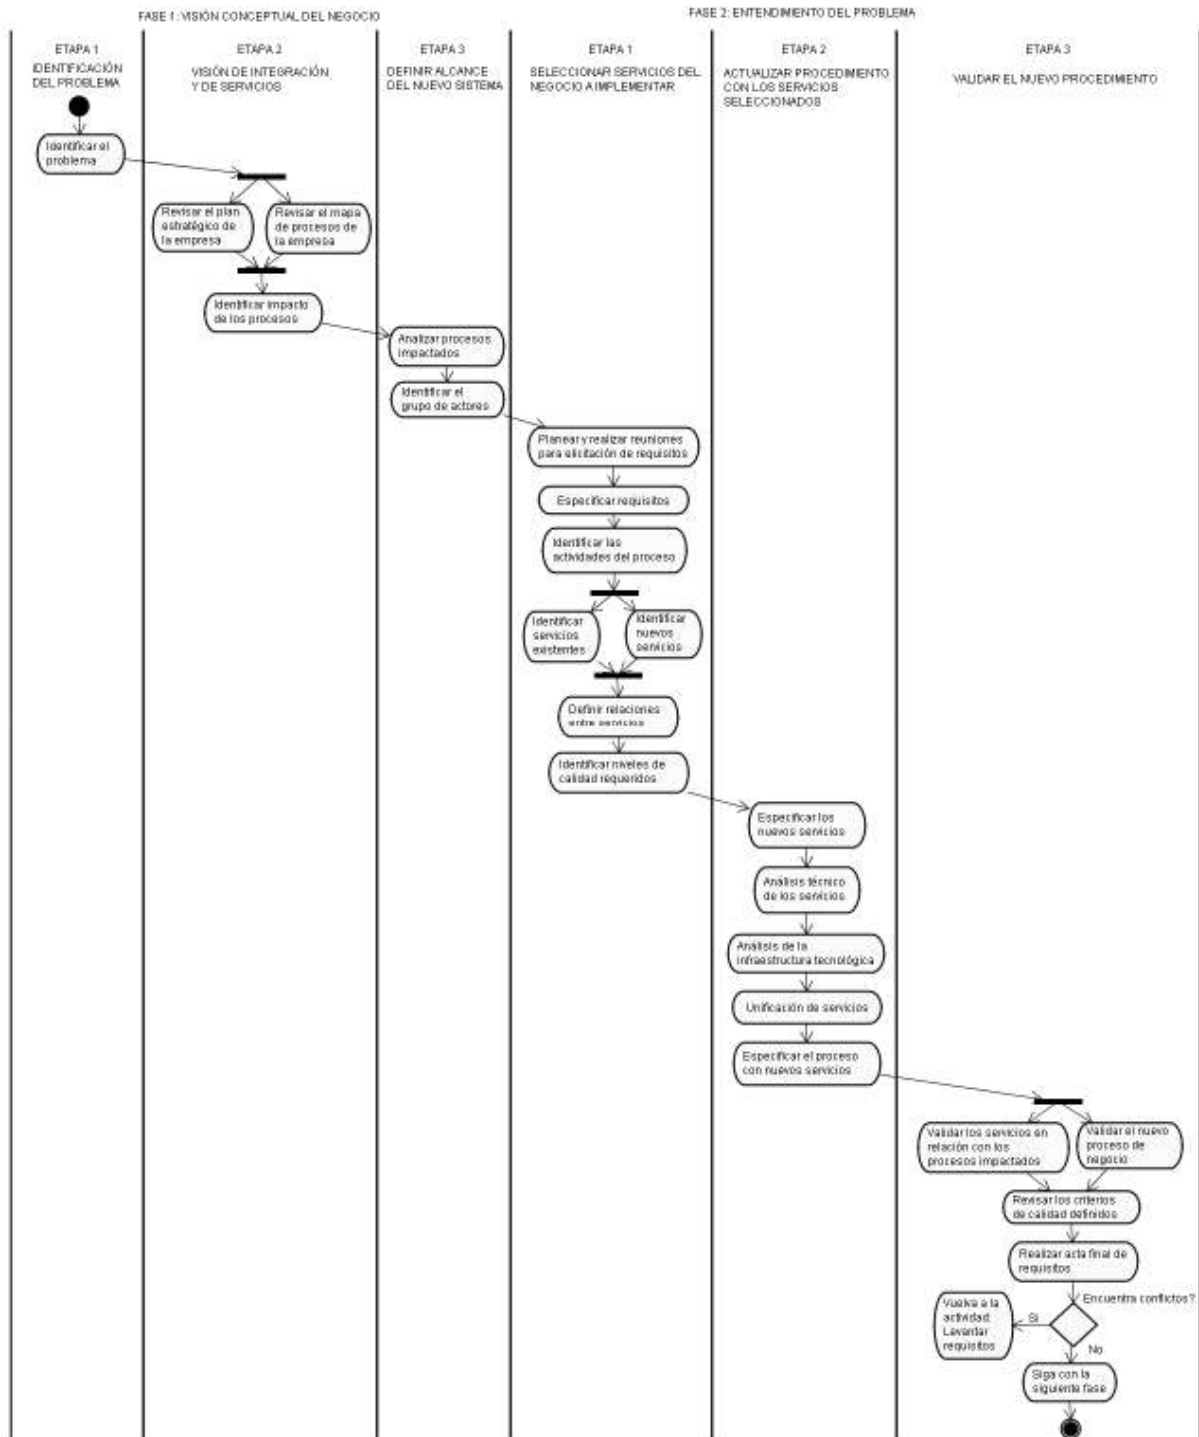 FASE 1: VISIÓN CONCEPTUAL DEL NEGOCIO
FASE 2: ENTENDIMIENTO DEL PROBLEMA
ETAPA 1
IDENTIFICACIÓN
DEL PROBLEMA
ETAPA 2
VISIÓN DE INTEGRACIÓN
Y DE SERVICIOS
ETAPA 3
DEFINIR ALCANCE
DEL NUEVO SISTEMA
ETAPA 1
SELECCIONAR SERVICIOS DEL
NEGOCIO A IMPLEMENTAR
ETAPA 2
ACTUALIZAR PROCEDIMIENTO
CON LOS SERVICIOS
SELECCIONADOS
ETAPA 3
VALIDAR EL NUEVO PROCEDIMIENTO
Identificar el
problema
Revisar el plan
estratégico de
la empresa
Revisar el mapa
de procesos de
la empresa
Identificar impacto
de los procesos
Analizar procesos
impactados
Identificar el
grupo de actores
Planear y realizar reuniones
para elicitación de requisitos
Especificar requisitos
Identificar las
actividades del proceso
Identificar
servicios
existentes
Identificar
nuevos
servicios
Definir relaciones
entre servicios
Identificar niveles de
calidad requeridos
Especificar los
nuevos servicios
Análisis técnico
de los servicios
Análisis de la
infraestructura tecnológica
Unificación de servicios
Especificar el proceso
con nuevos servicios
Validar los servicios en
relación con los
procesos impactados
Validar el nuevo
proceso de
negocio
Revisar los criterios
de calidad definidos
Realizar acta final de
requisitos
Encuentra conflictos?
Si
Vuelva a la
actividad:
Levantar
requisitos
No
Siga con la
siguiente fase